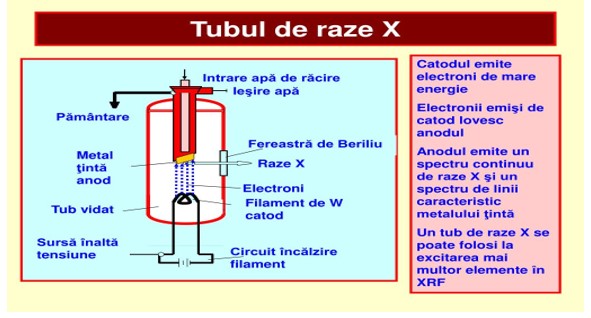 Tubul de raze X
Intrare apă de răcire
Ieşire apă
Pământare
Fereastră de Beriliu
Metal
ţintă
anod
Raze X
Electroni
Filament de W
catod
Tub vidat
Sursă înaltă
tensiune
Circuit încălzire
filament
Catodul emite
electroni de mare
energie
Electronii emişi de
catod lovesc
anodul
Anodul emite un
spectru continuu
de raze X şi un
spectru de linii
caracteristic
metalului ţintă
Un tub de raze X se
poate folosi la
excitarea mai
multor elemente în
XRF